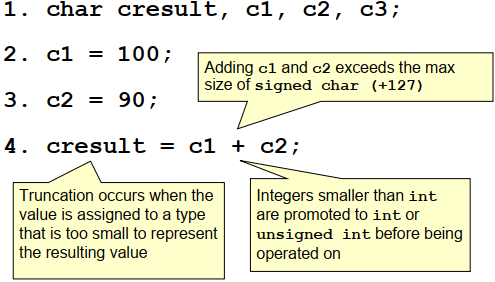 1. char cresult, c1, c2, c3;
2. c1 = 100;
Adding c1 and c2 exceeds the max
size of signed char (+127)
3. c2 = 90;
4. cresult = c1 + c2;
Truncation occurs when the
value is assigned to a type
that is too small to represent
the resulting value
Integers smaller than int
are promoted to int or
unsigned int before being
operated on